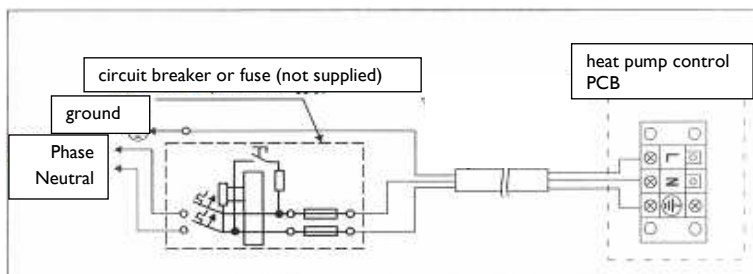 circuit breaker or fuse (not supplied)
heat pump control
PCB
ground
Phase
Neutral
L
N